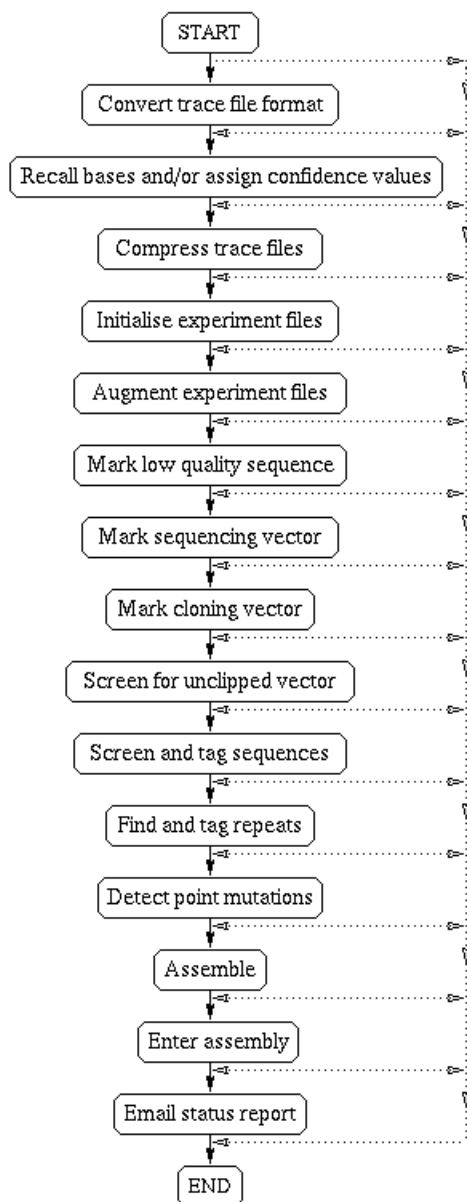 START
Convert trace file format
Recall bases and/or assign confidence values
Compress trace files
Initialise experiment files
Augment experiment files
Mark low quality sequence
Mark sequencing vector
Mark cloning vector
Screen for unclipped vector
Screen and tag sequences
Find and tag repeats
Detect point mutations
Assemble
Enter assembly
Email status report
END